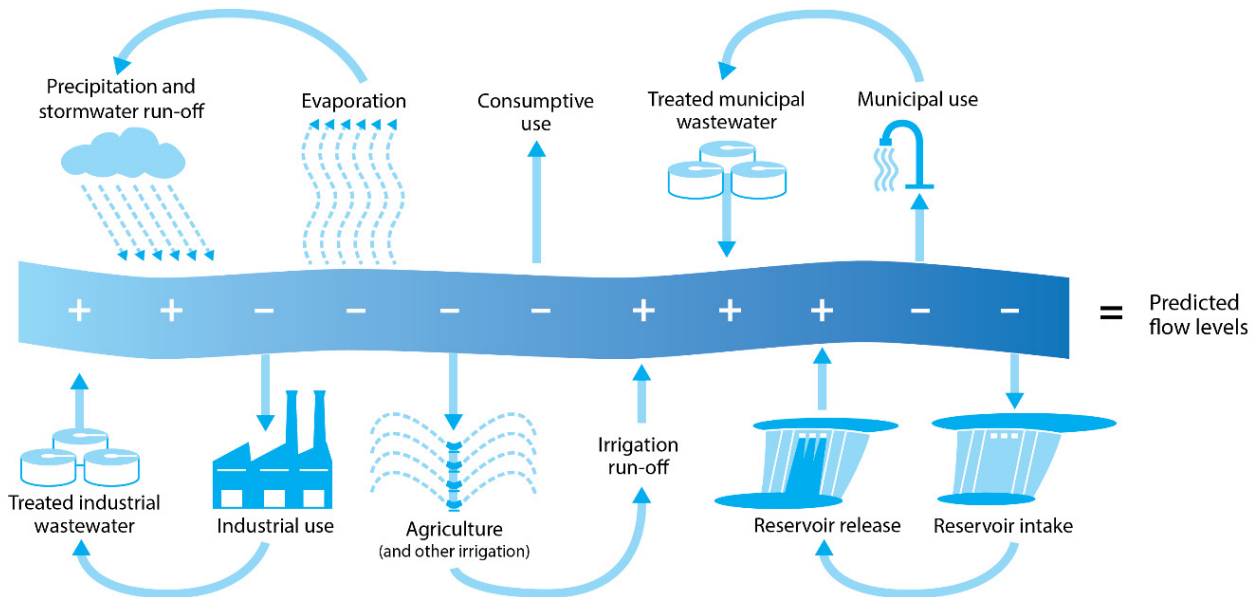 Precipitation and
stormwater run-off
Evaporation
Consumptive
use
Treated municipal
wastewater
Municipal use
+ + − − − − + + + − −
= Predicted
flow levels
Treated industrial
wastewater
Industrial use
Agriculture
(and other irrigation)
Irrigation
run-off
Reservoir release
Reservoir intake